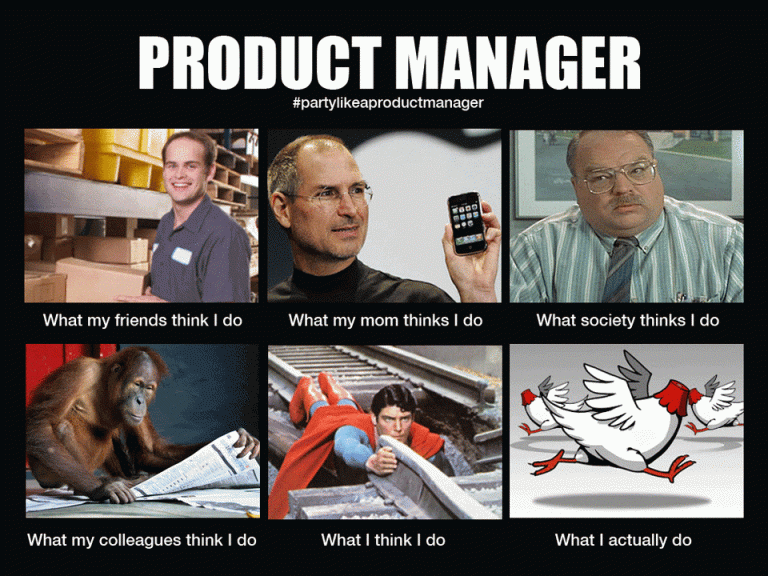 PRODUCT MANAGER
#partylikeaproductmanager
What my friends think I do
What my mom thinks I do
What society thinks I do
What my colleagues think I do
What I think I do
What I actually do